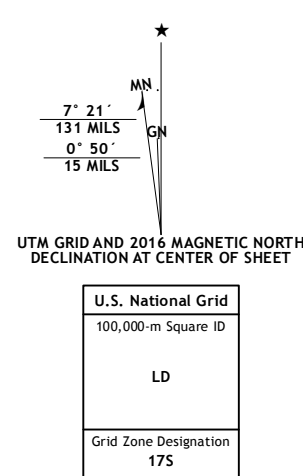 ★
MN
7° 21´
131 MILS
GN
0° 50´
15 MILS
UTM GRID AND 2016 MAGNETIC NORTH
DECLINATION AT CENTER OF SHEET
U.S. National Grid
100,000-m Square ID
LD
Grid Zone Designation
17S